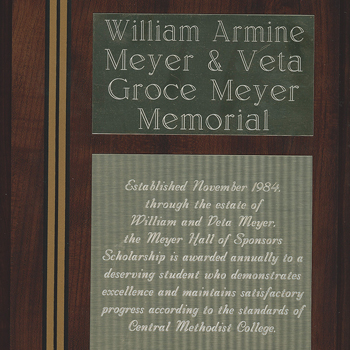 William Armine
Meyer & Veta
Groce Meyer
Memorial
Established November 1984,
through the estate of
William and Veta Meyer,
the Meyer Hall of Sponsors
Scholarship is awarded annually to a
deserving student who demonstrates
excellence and maintains satisfactory
progress according to the standards of
Central Methodist College.